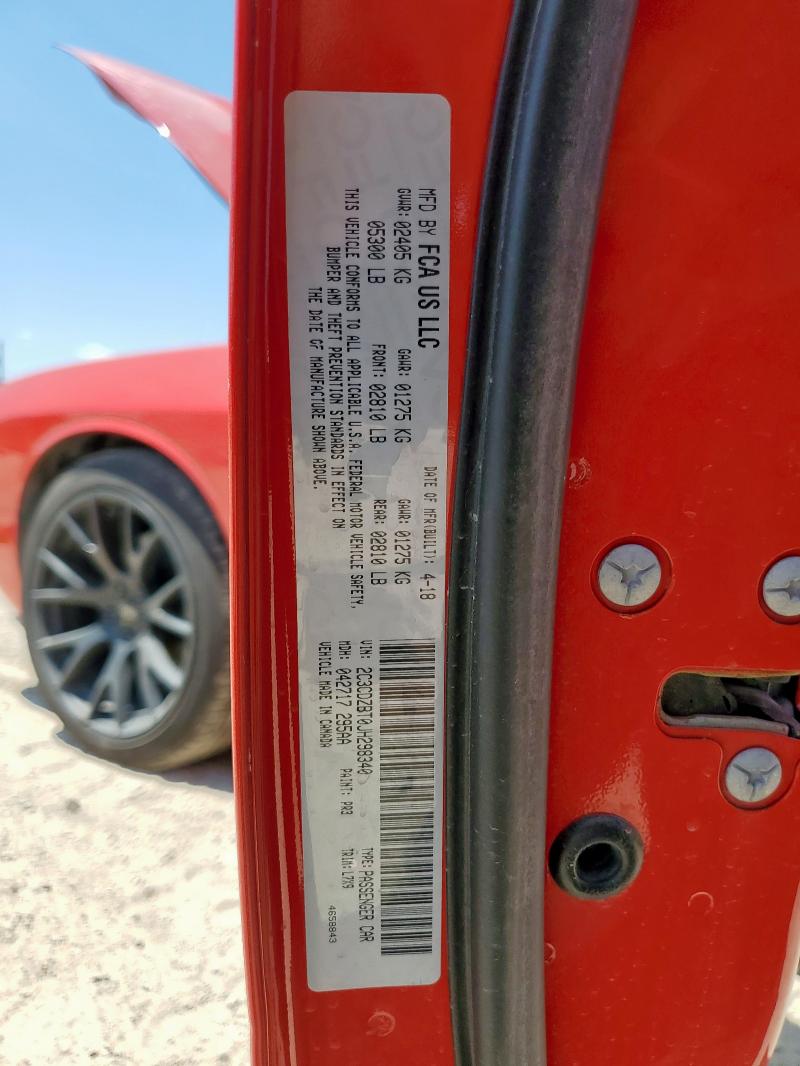 MFD BY FCA US LLC
DATE OF MFR(BUILT): 4-18
GVWR: 02405 KG GAWR: 01275 KG GAWR: 01275 KG
05300 LB FRONT: 02810 LB REAR: 02810 LB
THIS VEHICLE CONFORMS TO ALL APPLICABLE U.S.A. FEDERAL MOTOR VEHICLE SAFETY,
BUMPER AND THEFT PREVENTION STANDARDS IN EFFECT ON
THE DATE OF MANUFACTURE SHOWN ABOVE.
VIN: 2C3CDZBT0JH298340 TYPE: PASSENGER CAR
MDH: 042717 295AA PAINT: PR3 TRIM: L7X9
VEHICLE MADE IN CANADA 4658843